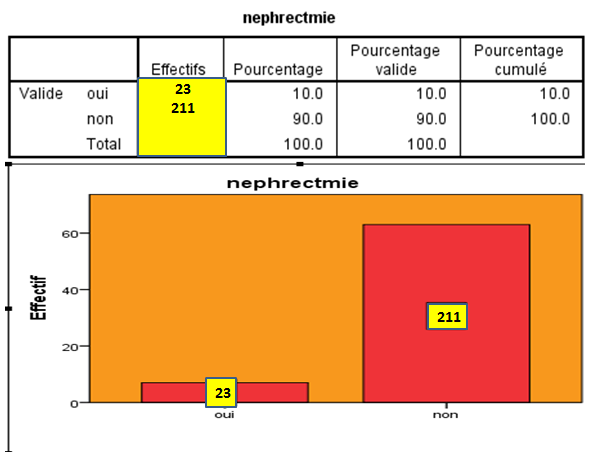 nephrectmie
Effectifs Pourcentage Pourcentage valide Pourcentage cumulé
Valide oui 23 10.0 10.0 10.0
non 211 90.0 90.0 100.0
Total 100.0 100.0
nephrectmie
Effectif
60
40
20
0
211
23
oui non